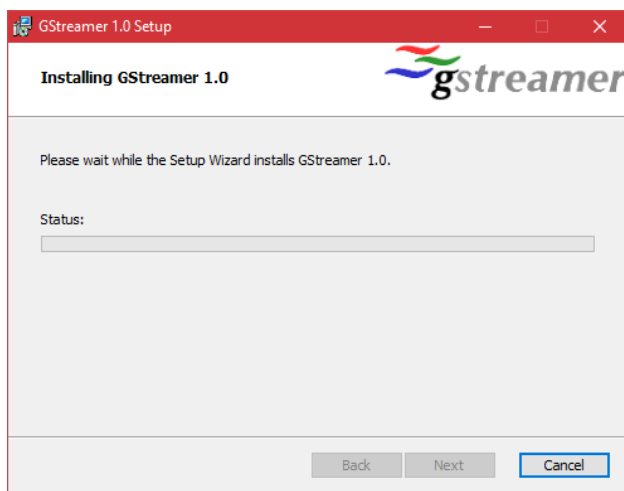 GStreamer 1.0 Setup
Installing GStreamer 1.0
gstreamer
Please wait while the Setup Wizard installs GStreamer 1.0.
Status:
Back
Next
Cancel